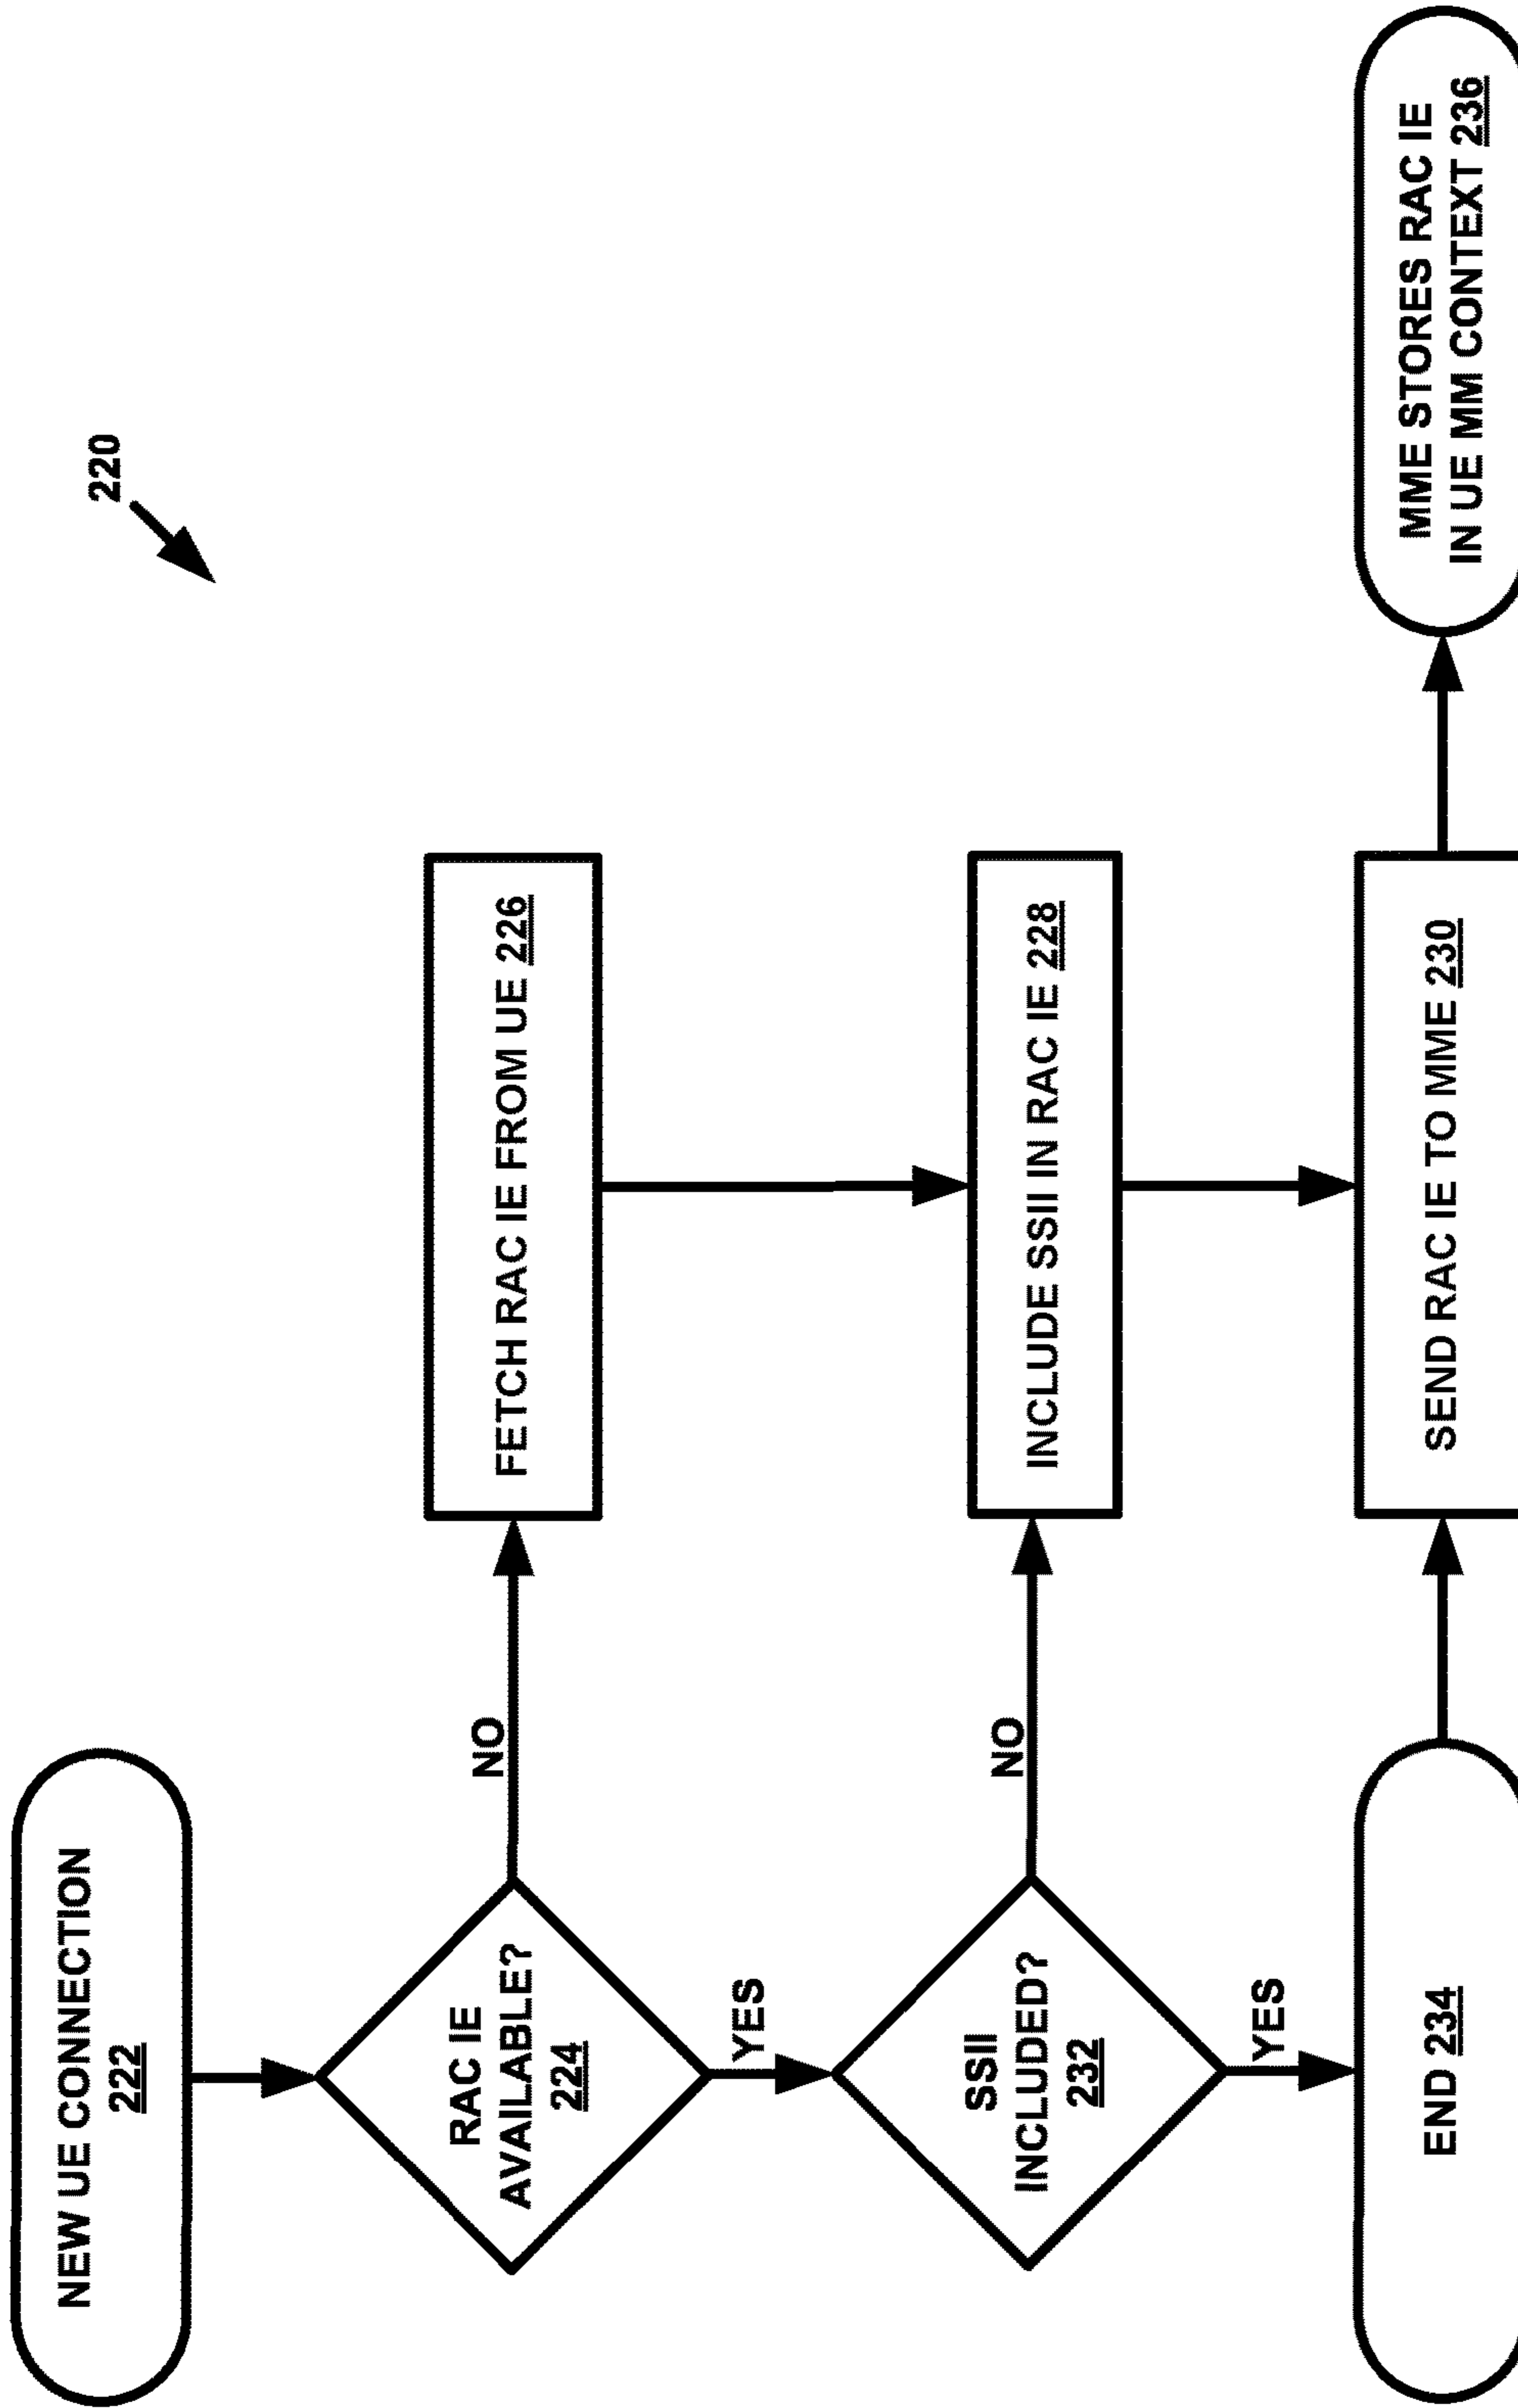 220
NEW UE CONNECTION
222
RAC IE
AVAILABLE?
224
NO
FETCH RAC IE FROM UE 226
YES
SSII
INCLUDED?
232
NO
INCLUDE SSII IN RAC IE 228
YES
END 234
SEND RAC IE TO MME 230
MME STORES RAC IE
IN UE MM CONTEXT 236